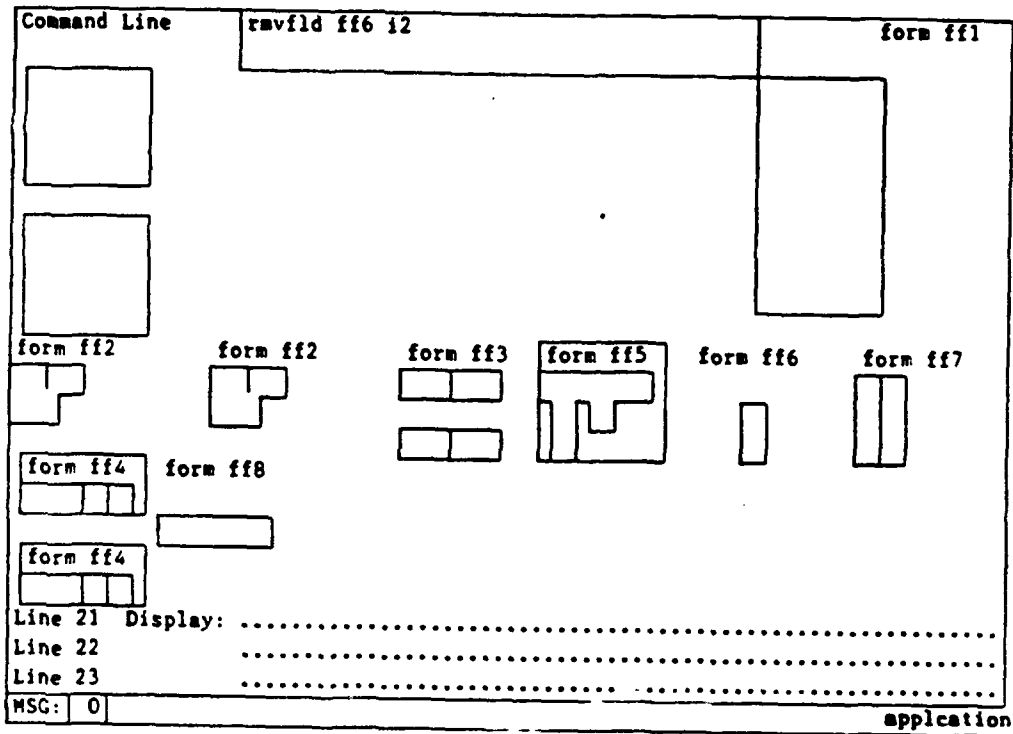 Command Line rmvfld ff6 i2 form ff1
form ff2 form ff2 form ff3 form ff5 form ff6 form ff7
form ff4 form ff8
form ff4
Line 21 Display: ................................................................
Line 22 ................................................................
Line 23 ................................................................
MSG: 0 applcation